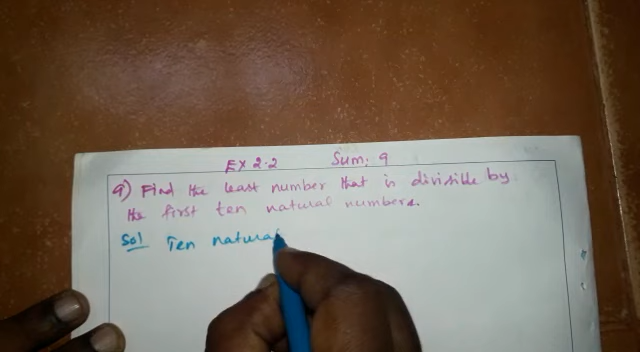 Ex 2.2 Sum: 9
9) Find the least number that is divisible by
the first ten natural numbers.
Sol Ten natural